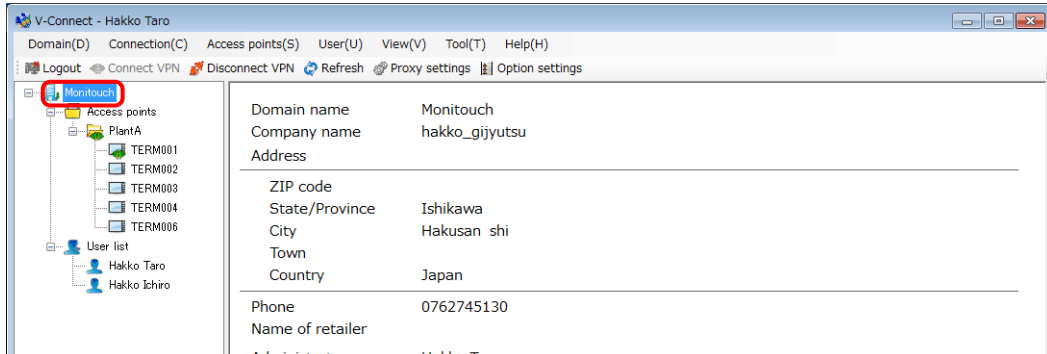 V-Connect - Hakko Taro
Domain(D) Connection(C) Access points(S) User(U) View(V) Tool(T) Help(H)
Logout Connect VPN Disconnect VPN Refresh Proxy settings Option settings
Monitouch
Access points
PlantA
TERM001
TERM002
TERM003
TERM004
TERM006
User list
Hakko Taro
Hakko Ichiro
Domain name Monitouch
Company name hakko_gijyutsu
Address
ZIP code
State/Province Ishikawa
City Hakusan shi
Town
Country Japan
Phone 0762745130
Name of retailer